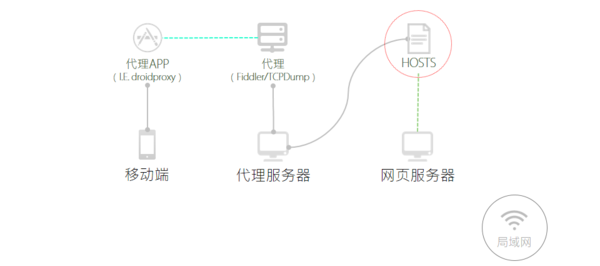 代理APP
（I.E. droidproxy）
代理
（Fiddler/TCPDump）
HOSTS
移动端
代理服务器
网页服务器
局域网